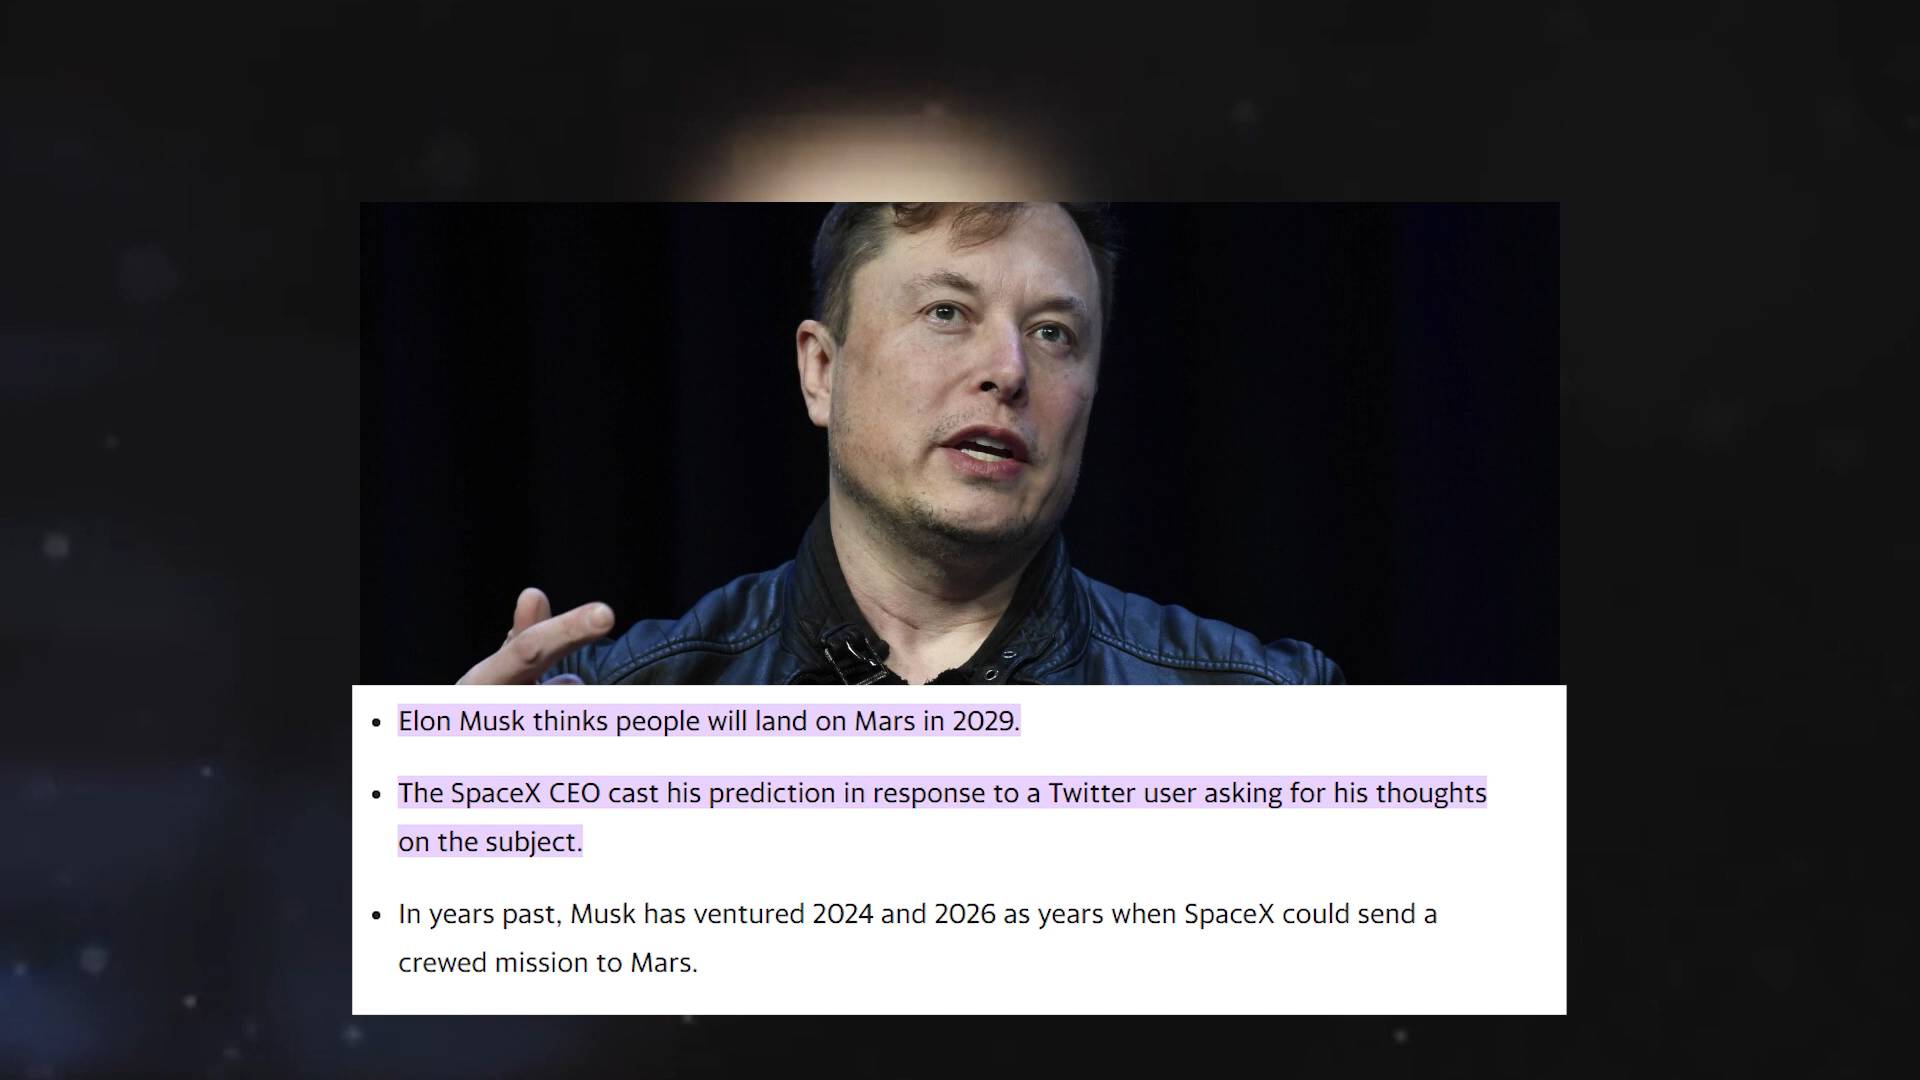 Elon Musk thinks people will land on Mars in 2029.
The SpaceX CEO cast his prediction in response to a Twitter user asking for his thoughts
on the subject.
In years past, Musk has ventured 2024 and 2026 as years when SpaceX could send a
crewed mission to Mars.